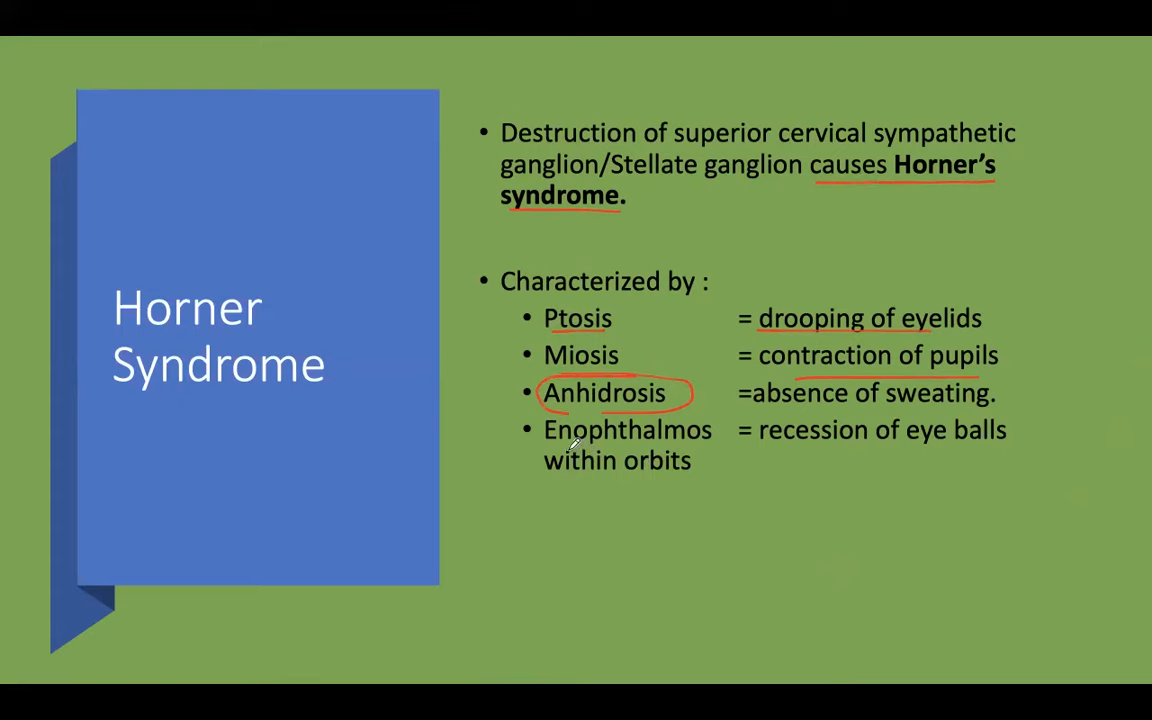 Horner
Syndrome
• Destruction of superior cervical sympathetic
ganglion/Stellate ganglion causes Horner’s
syndrome.
• Characterized by :
• Ptosis = drooping of eyelids
• Miosis = contraction of pupils
• Anhidrosis =absence of sweating.
• Enophthalmos = recession of eye balls
within orbits